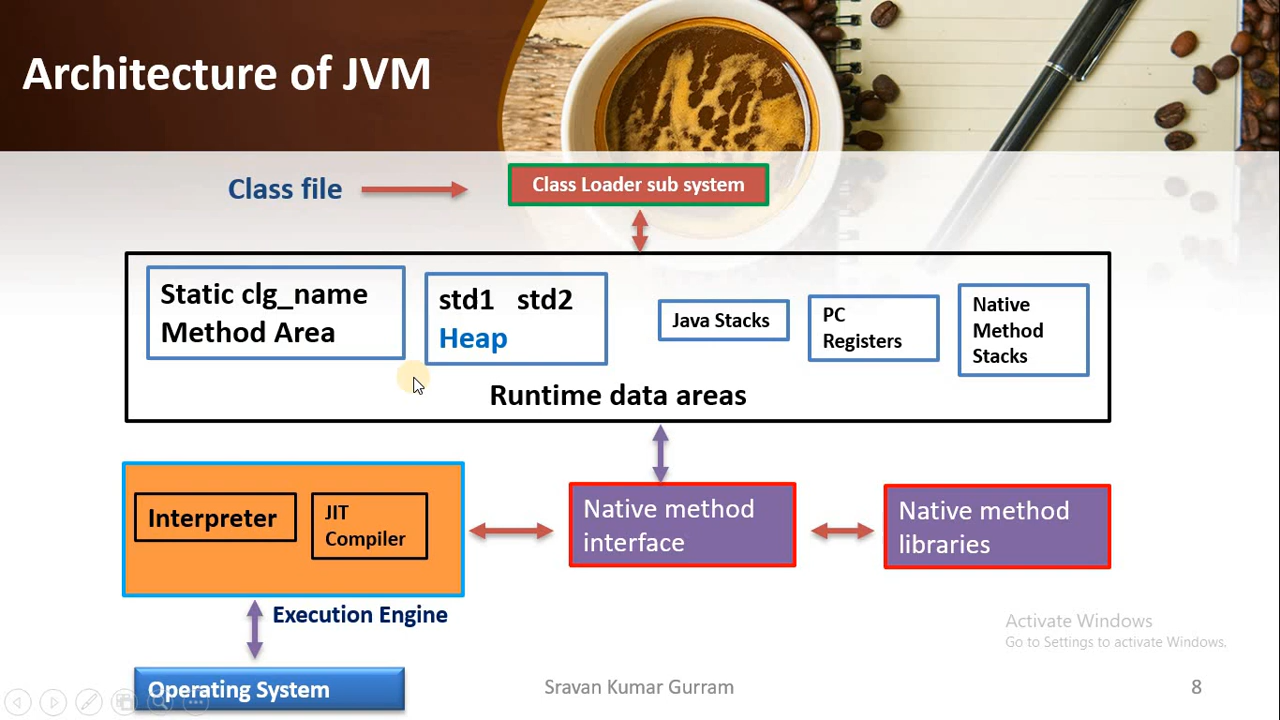 Architecture of JVM
Class file
Class Loader sub system
Static clg_name
Method Area
std1 std2
Heap
Java Stacks
PC
Registers
Native
Method
Stacks
Runtime data areas
Interpreter
JIT
Compiler
Native method
interface
Native method
libraries
Execution Engine
Activate Windows
Go to Settings to activate Windows.
Operating System
Sravan Kumar Gurram
8